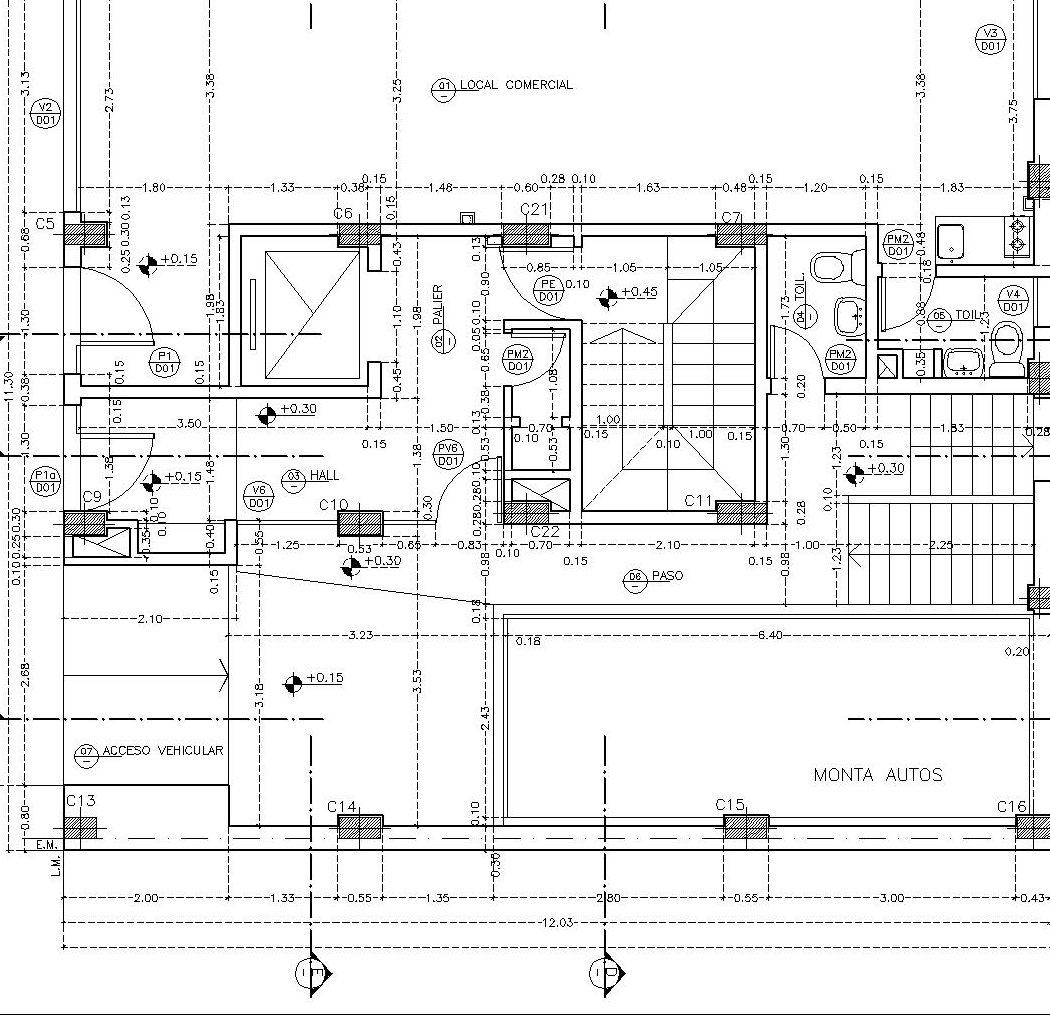 V3
D01
3.13
2.73
3.38
3.25
01 LOCAL COMERCIAL
3.38
3.75
V2
D01
1.80
1.33
0.38
0.15
1.48
0.60
0.28
0.10
1.63
0.48
0.15
1.20
0.15
1.83
C5
C6
C21
C7
0.15
0.13
0.30
0.25
0.68
+0.15
0.43
0.13
0.85
1.05
1.05
0.90
PE
D01
0.10
+0.45
PM2
D01
0.48
0.18
04 TOIL.
1.73
V4
D01
05 TOIL.
1.23
0.88
0.35
1.98
1.83
1.10
1.98
02 PALIER
0.10
0.05
0.65
1.30
11.30
P1
D01
0.15
0.15
0.45
PM2
D01
1.08
PM2
D01
0.20
0.38
0.38
0.15
+0.30
3.50
0.15
1.50
0.13
0.70
0.10
1.00
0.15
0.10
1.00
0.15
0.70
0.50
0.15
1.83
0.28
1.30
1.38
1.48
1.38
PV6
D01
0.53
0.53
1.30
1.23
P1a
D01
+0.15
03 HALL
V6
D01
+0.30
C9
C10
C11
C22
0.30
0.10
0.10
0.10
0.28
0.28
0.28
0.10
0.30
0.25
0.10
0.35
0.40
0.55
1.25
0.53
0.65
0.83
0.10
0.70
0.15
2.10
0.15
1.00
2.25
0.98
0.98
1.23
0.15
+0.30
06 PASO
2.10
0.18
3.23
0.18
6.40
0.20
2.68
+0.15
3.18
3.53
2.43
07 ACCESO VEHICULAR
MONTA AUTOS
C13
C14
C15
C16
0.80
0.10
E.M.
L.M.
0.30
2.00
1.33
0.55
1.35
2.80
0.55
3.00
0.43
12.03
E
D